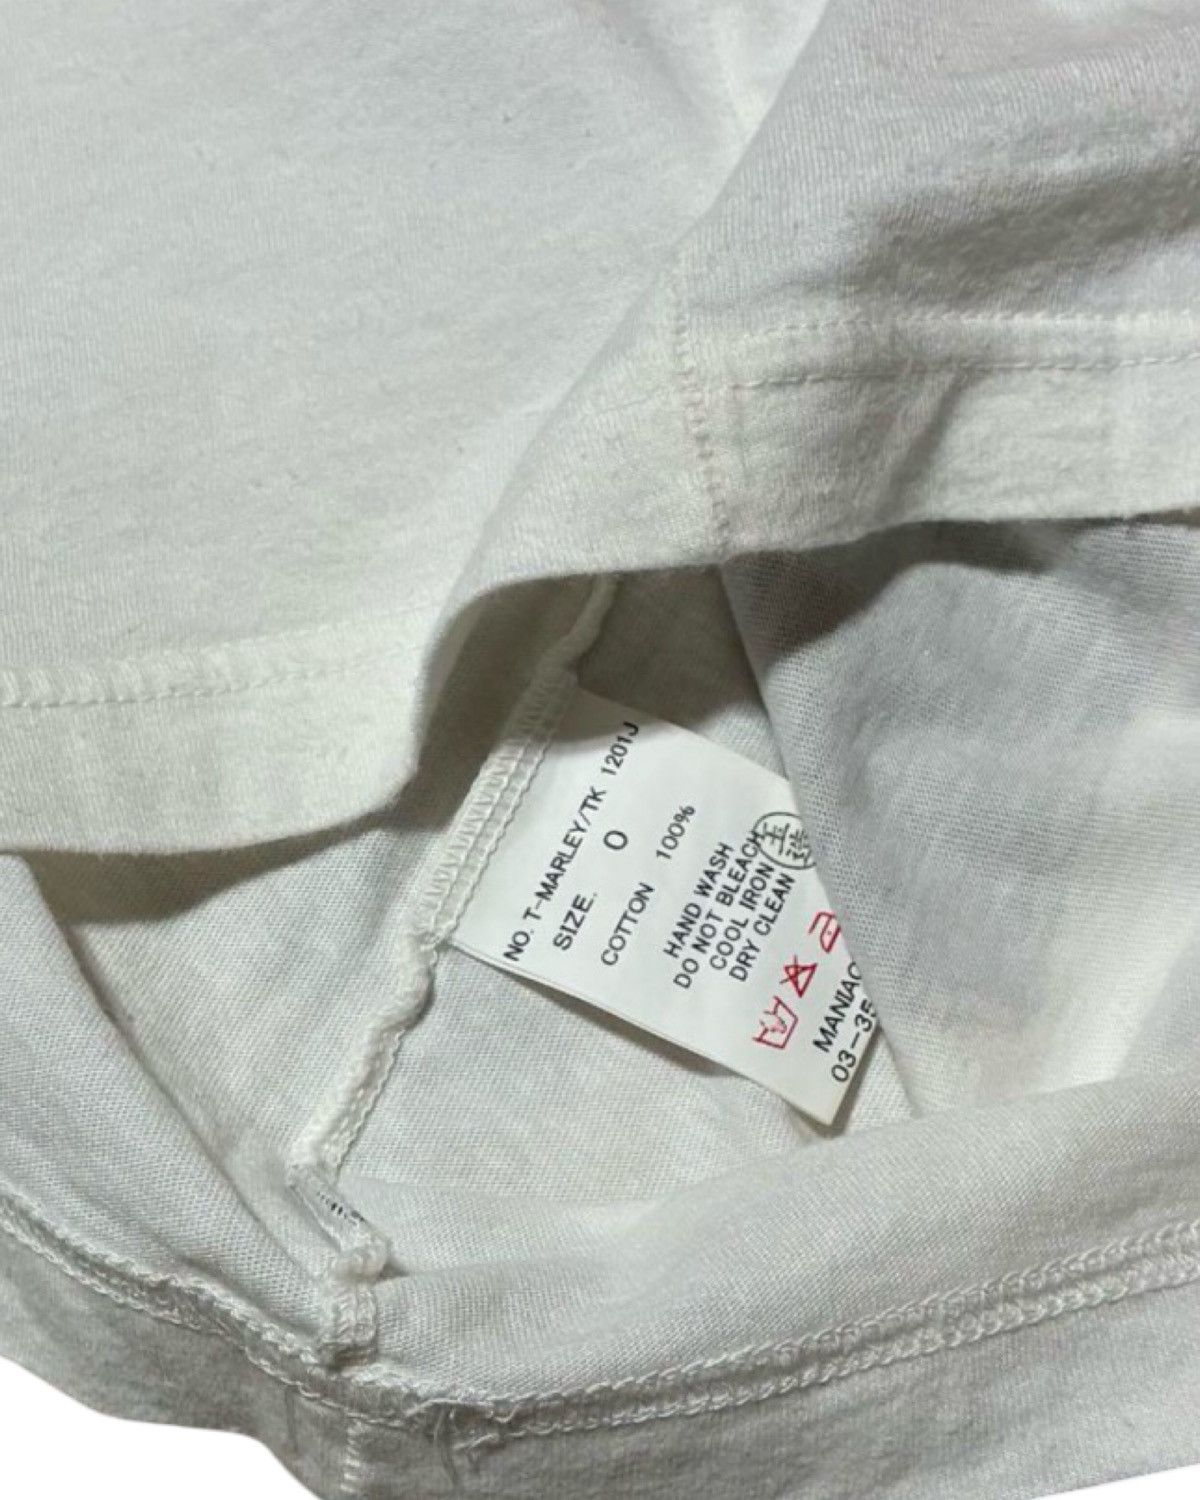 NO. T-MARLEY/TK 1201J
SIZE. 0
COTTON 100%
HAND WASH
DO NOT BLEACH
COOL IRON
DRY CLEAN
MANIAC
03-35